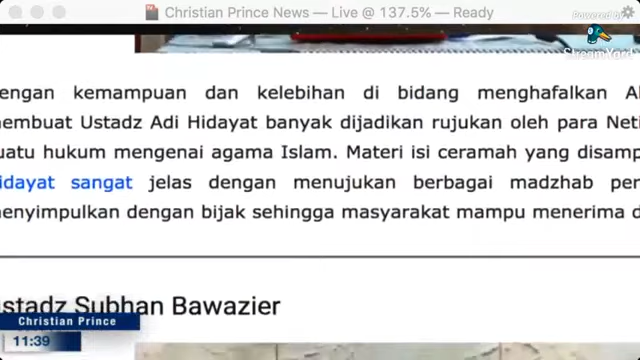 Christian Prince News — Live @ 137.5% — Ready
Powered by
StreamYard
engan kemampuan dan kelebihan di bidang menghafalkan Al
embuat Ustadz Adi Hidayat banyak dijadikan rujukan oleh para Neti
uatu hukum mengenai agama Islam. Materi isi ceramah yang disamp
idayat sangat jelas dengan menujukan berbagai madzhab per
enyimpulkan dengan bijak sehingga masyarakat mampu menerima d
ustadz Subhan Bawazier
Christian Prince
11:39